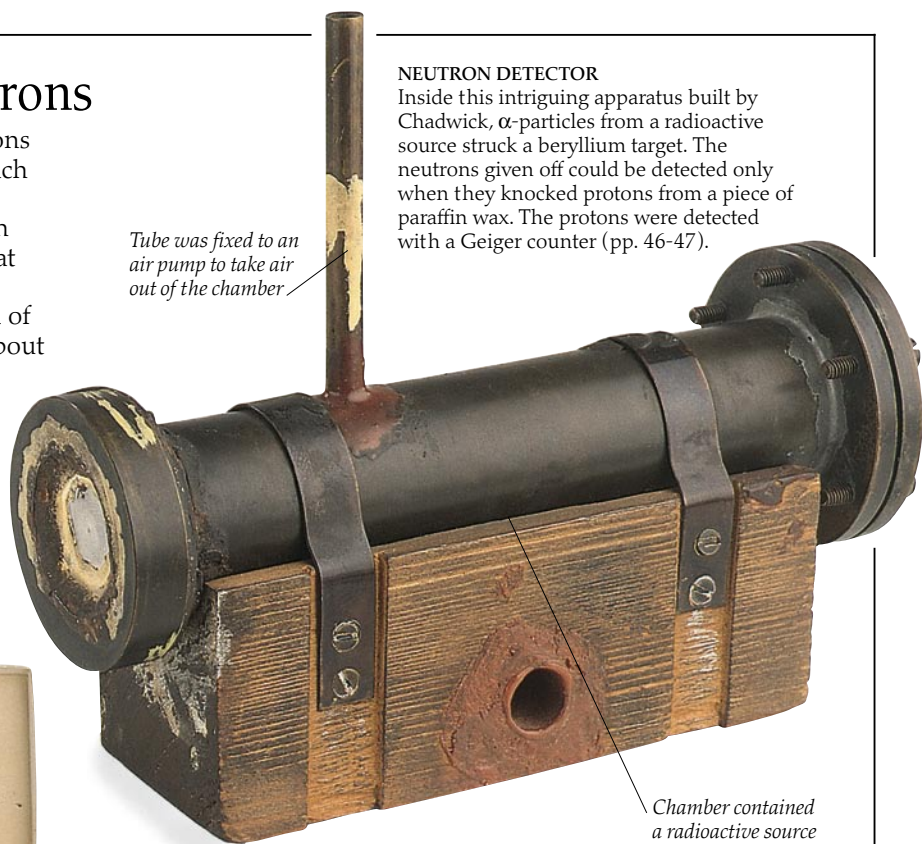 rons
ons
ch
n
at
of
bout
NEUTRON DETECTOR
Inside this intriguing apparatus built by
Chadwick, α-particles from a radioactive
source struck a beryllium target. The
neutrons given off could be detected only
when they knocked protons from a piece of
paraffin wax. The protons were detected
with a Geiger counter (pp. 46-47).
Tube was fixed to an
air pump to take air
out of the chamber
Chamber contained
a radioactive source